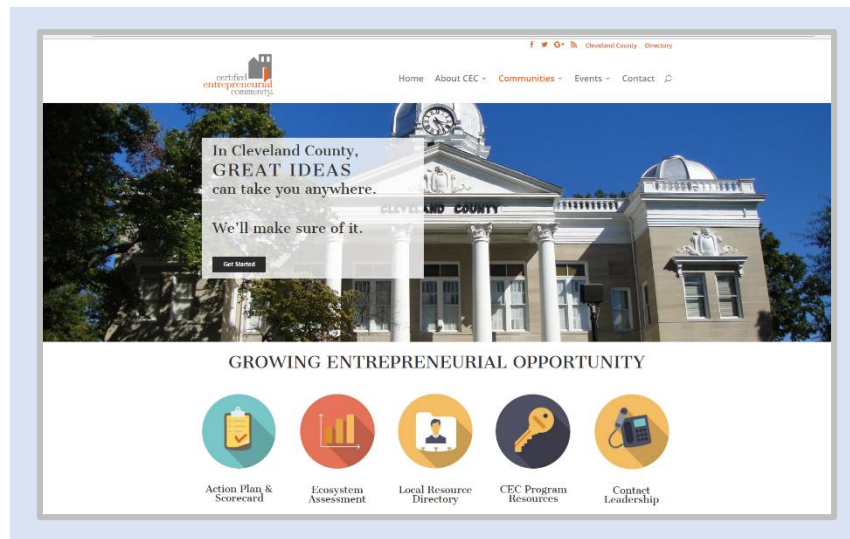 Cleveland County Directory
certified
entrepreneurial
community
Home About CEC Communities Events Contact
In Cleveland County,
GREAT IDEAS
can take you anywhere.
We'll make sure of it.
Get Started
CLEVELAND COUNTY
GROWING ENTREPRENEURIAL OPPORTUNITY
Action Plan &
Scorecard
Ecosystem
Assessment
Local Resource
Directory
CEC Program
Resources
Contact
Leadership